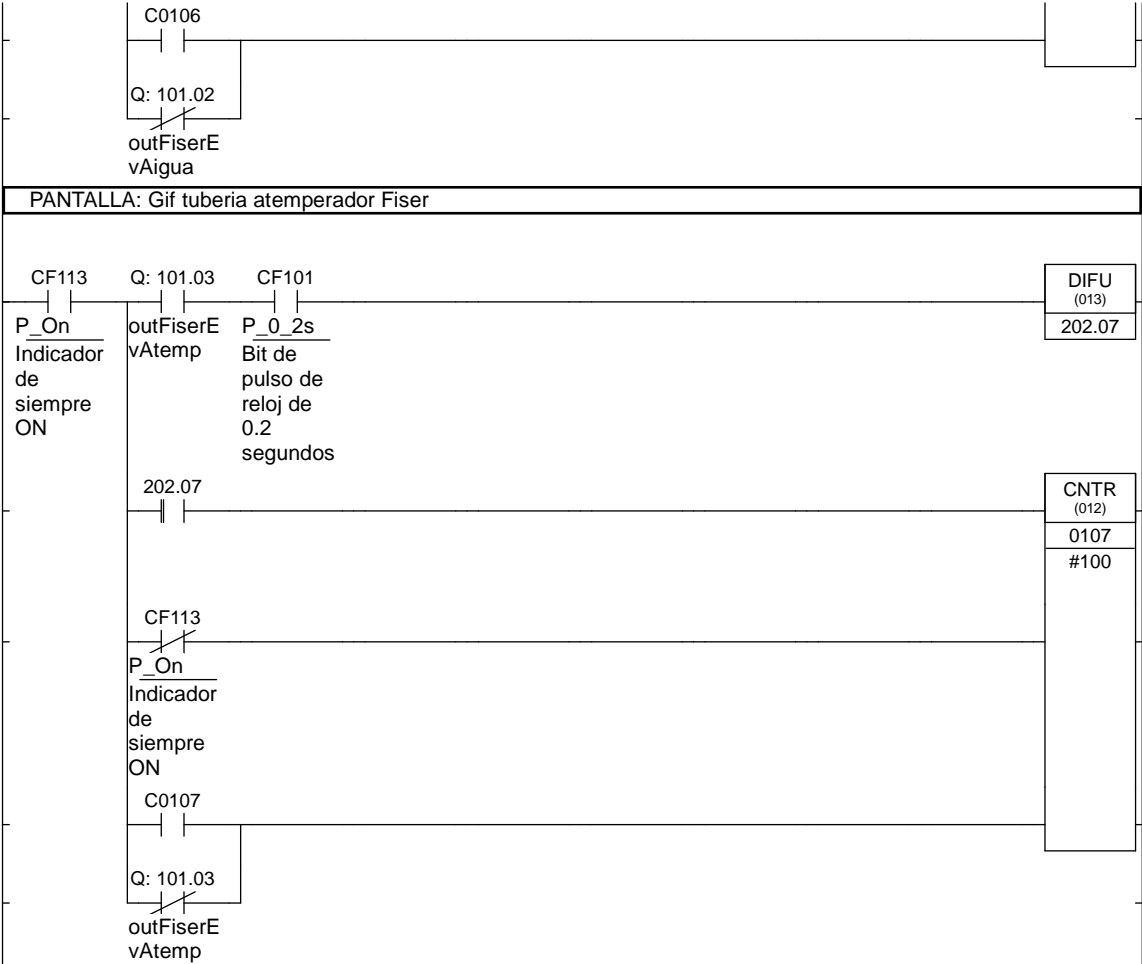 C0106
Q: 101.02
outFiserE
vAigua
PANTALLA: Gif tuberia atemperador Fiser
CF113 Q: 101.03 CF101 DIFU
(013)
P_On outFiserE P_0_2s 202.07
Indicador vAtemp Bit de
de pulso de
siempre reloj de
ON 0.2
segundos
202.07 CNTR
(012)
0107
#100
CF113
P_On
Indicador
de
siempre
ON
C0107
Q: 101.03
outFiserE
vAtemp